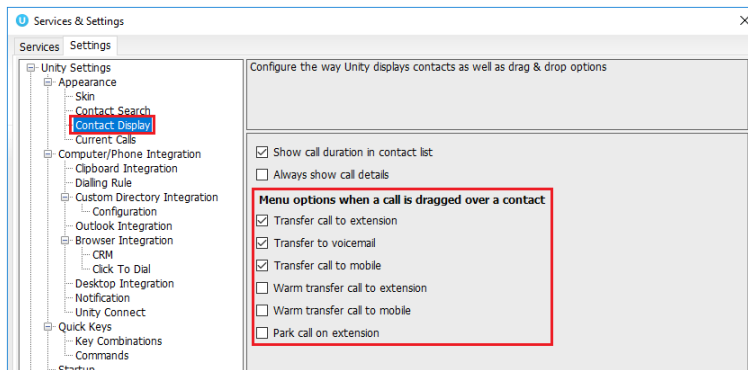 Services & Settings
Services Settings
Unity Settings
Appearance
Skin
Contact Search
Contact Display
Current Calls
Computer/Phone Integration
Clipboard Integration
Dialling Rule
Custom Directory Integration
Configuration
Outlook Integration
Browser Integration
CRM
Click To Dial
Desktop Integration
Notification
Unity Connect
Quick Keys
Key Combinations
Commands
Startup
Configure the way Unity displays contacts as well as drag & drop options
Show call duration in contact list
Always show call details
Menu options when a call is dragged over a contact
Transfer call to extension
Transfer to voicemail
Transfer call to mobile
Warm transfer call to extension
Warm transfer call to mobile
Park call on extension